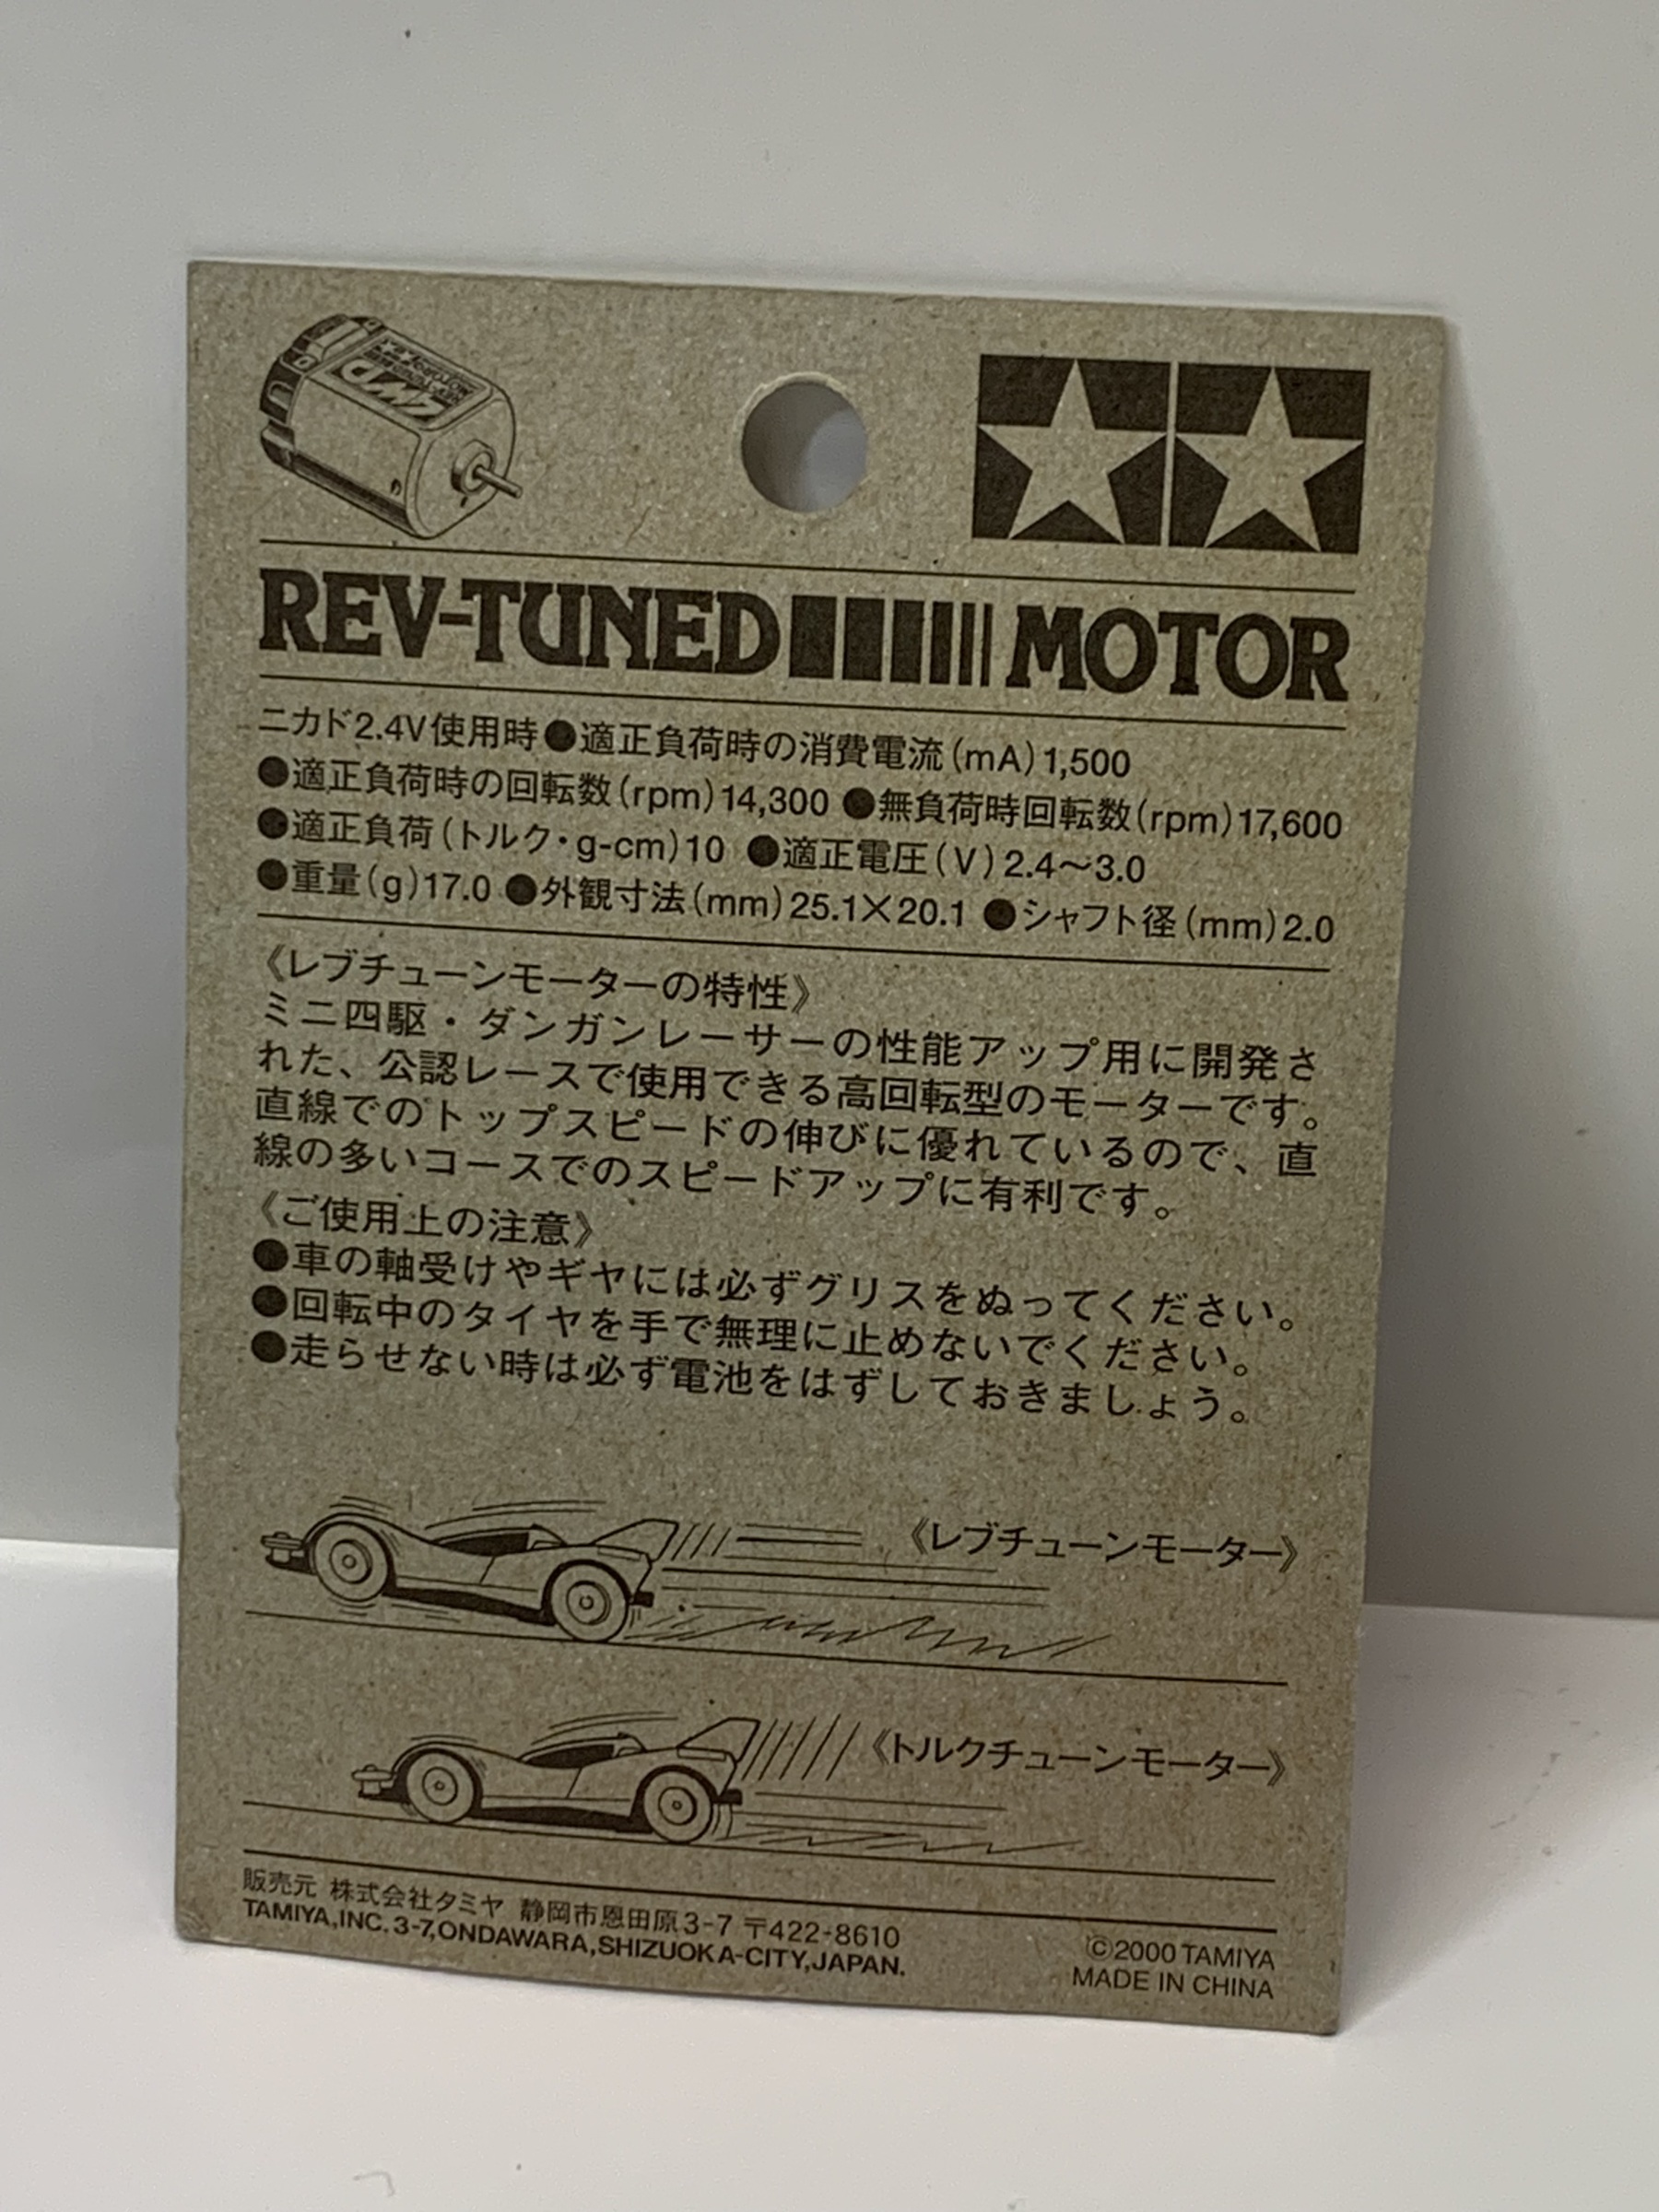 REV-TUNED MOTOR
ニカド2.4V使用時●適正負荷時の消費電流(mA)1,500
●適正負荷時の回転数(rpm)14,300 ●無負荷時回転数(rpm)17,600
●適正負荷(トルク・g-cm)10 ●適正電圧(V)2.4〜3.0
●重量(g)17.0 ●外観寸法(mm)25.1×20.1 ●シャフト径(mm)2.0
《レブチューンモーターの特性》
ミニ四駆・ダンガンレーサーの性能アップ用に開発さ
れた、公認レースで使用できる高回転型のモーターです。
直線でのトップスピードの伸びに優れているので、直
線の多いコースでのスピードアップに有利です。
《ご使用上の注意》
●車の軸受けやギヤには必ずグリスをぬってください。
●回転中のタイヤを手で無理に止めないでください。
●走らせない時は必ず電池をはずしておきましょう。
《レブチューンモーター》
《トルクチューンモーター》
販売元 株式会社タミヤ 静岡市恩田原3-7 〒422-8610
TAMIYA,INC. 3-7,ONDAWARA,SHIZUOKA-CITY,JAPAN.
©2000 TAMIYA
MADE IN CHINA